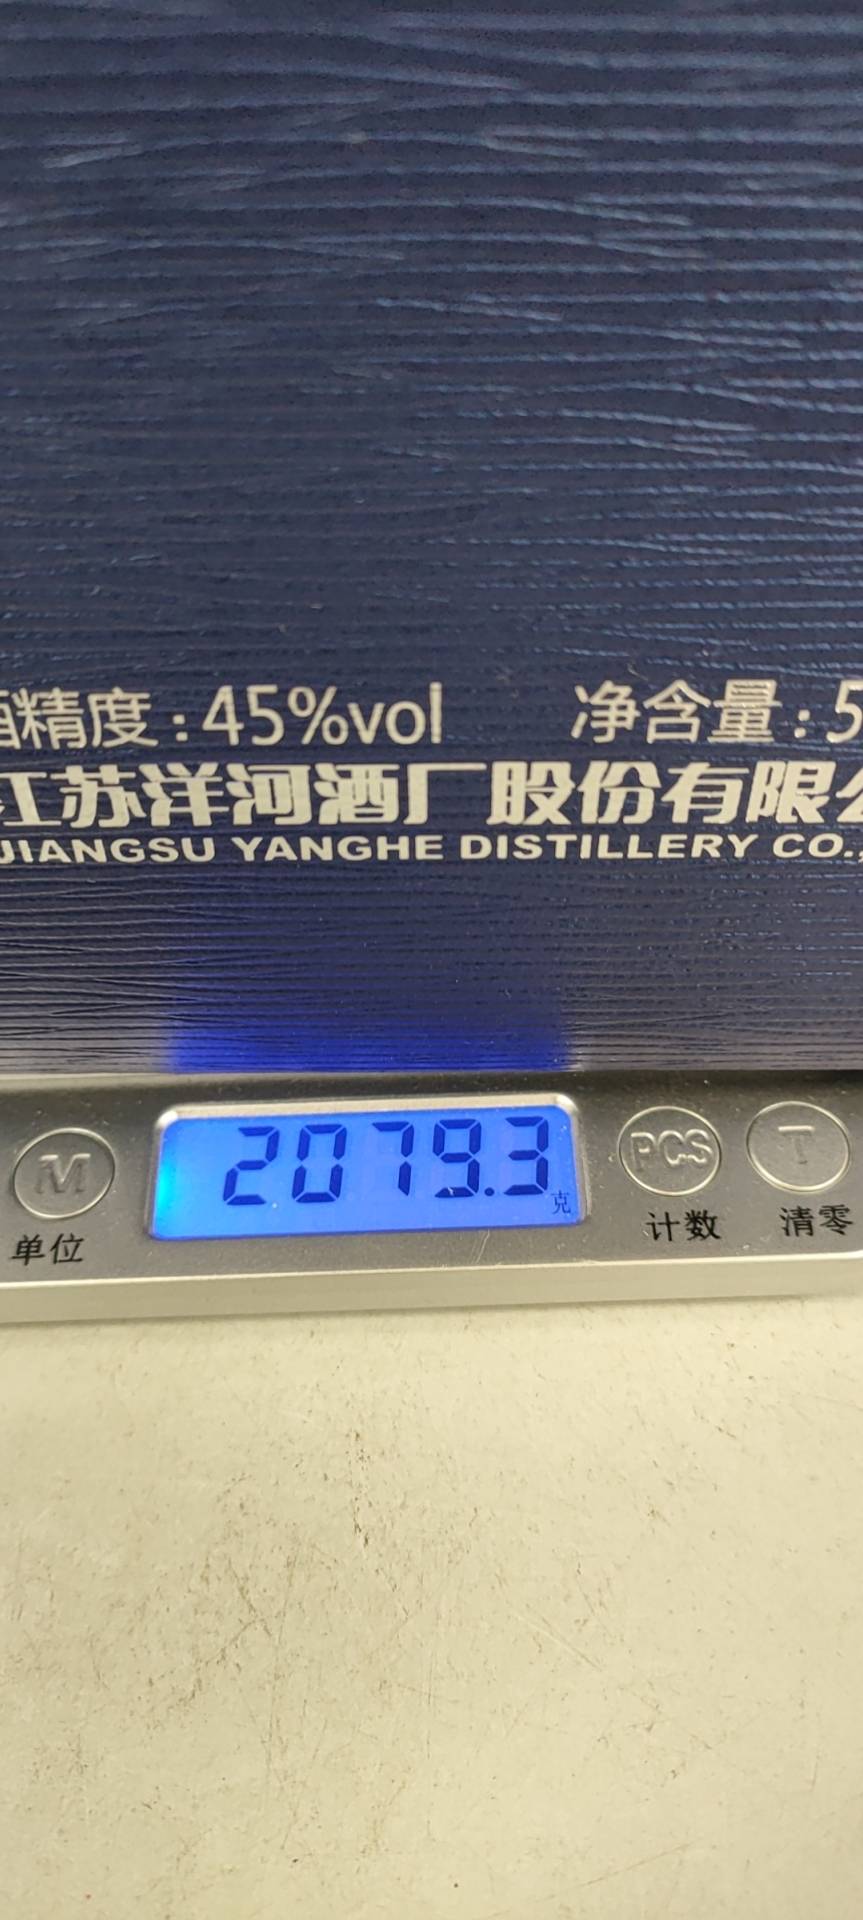 酒精度：45%vol 净含量：5
江苏洋河酒厂股份有限公
JIANGSU YANGHE DISTILLERY CO.,
2079.3 克
M PCS T
单位 计数 清零